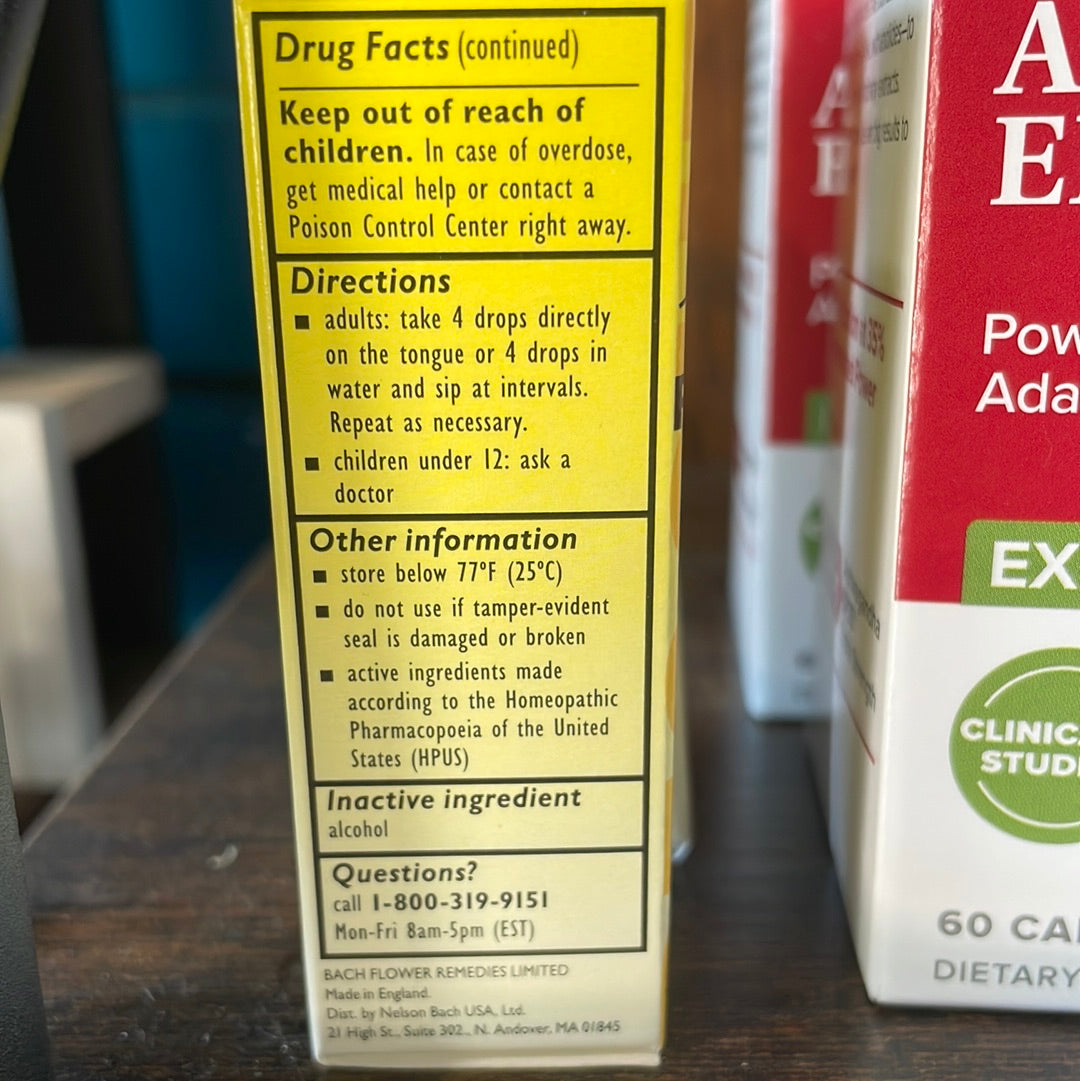 Drug Facts (continued)
Keep out of reach of
children. In case of overdose,
get medical help or contact a
Poison Control Center right away.
Directions
■ adults: take 4 drops directly
on the tongue or 4 drops in
water and sip at intervals.
Repeat as necessary.
■ children under 12: ask a
doctor
Other information
■ store below 77ºF (25ºC)
■ do not use if tamper-evident
seal is damaged or broken
■ active ingredients made
according to the Homeopathic
Pharmacopoeia of the United
States (HPUS)
Inactive ingredient
alcohol
Questions?
call 1-800-319-9151
Mon-Fri 8am-5pm (EST)
BACH FLOWER REMEDIES LIMITED
Made in England.
Dist. by Nelson Bach USA, Ltd.
21 High St., Suite 302., N. Andover, MA 01845
A
E
Pow
Ada
EX
CLINICA
STUDI
60 CA
DIETARY